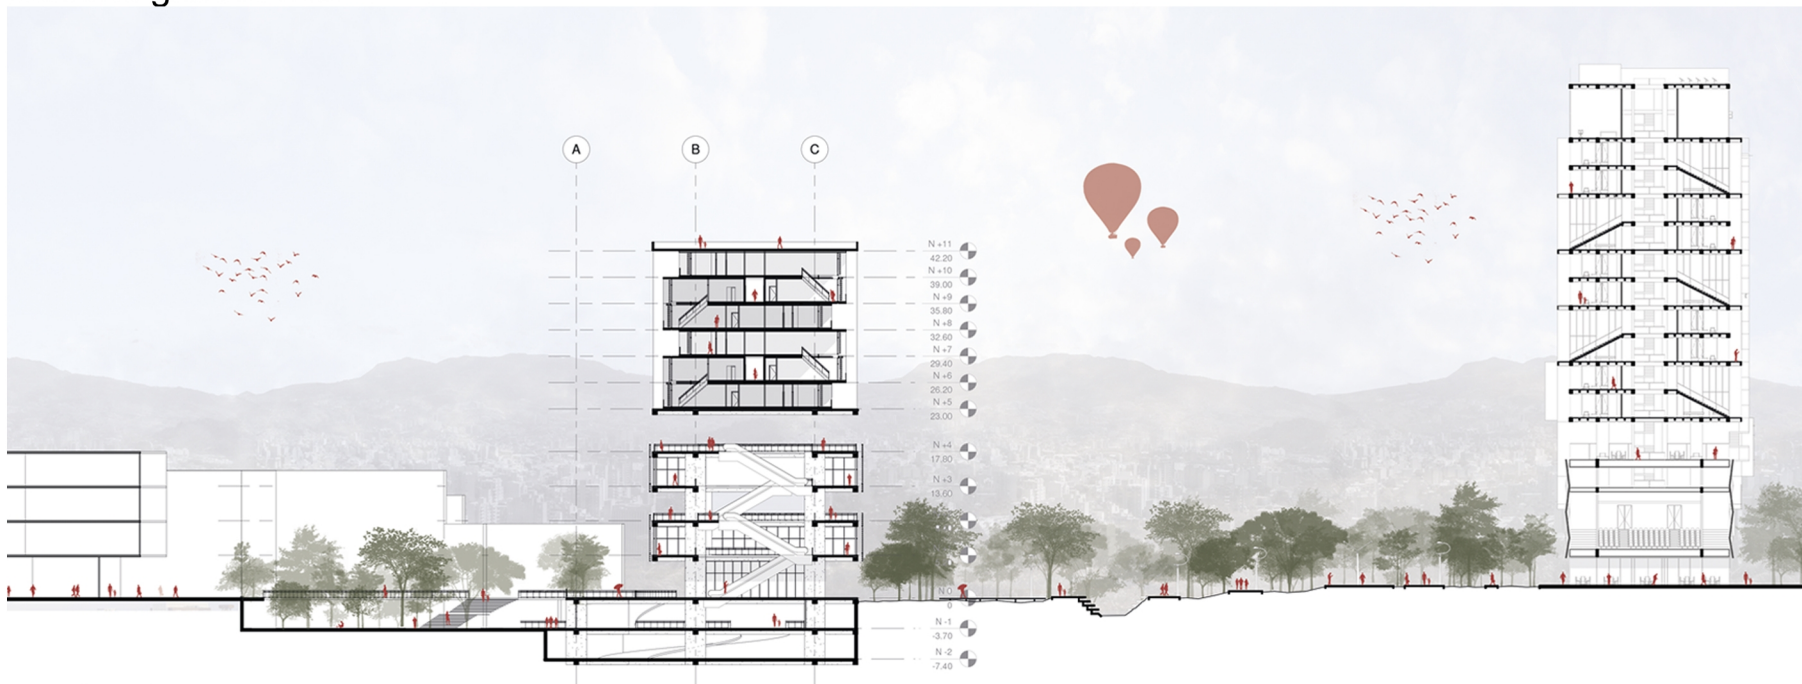 A
B
C
N +11
42.20
N +10
39.00
N +9
35.80
N +8
32.60
N +7
29.40
N +6
26.20
N +5
23.00
N +4
17.80
N +3
13.60
N 0
0
N -1
-3.70
N -2
-7.40